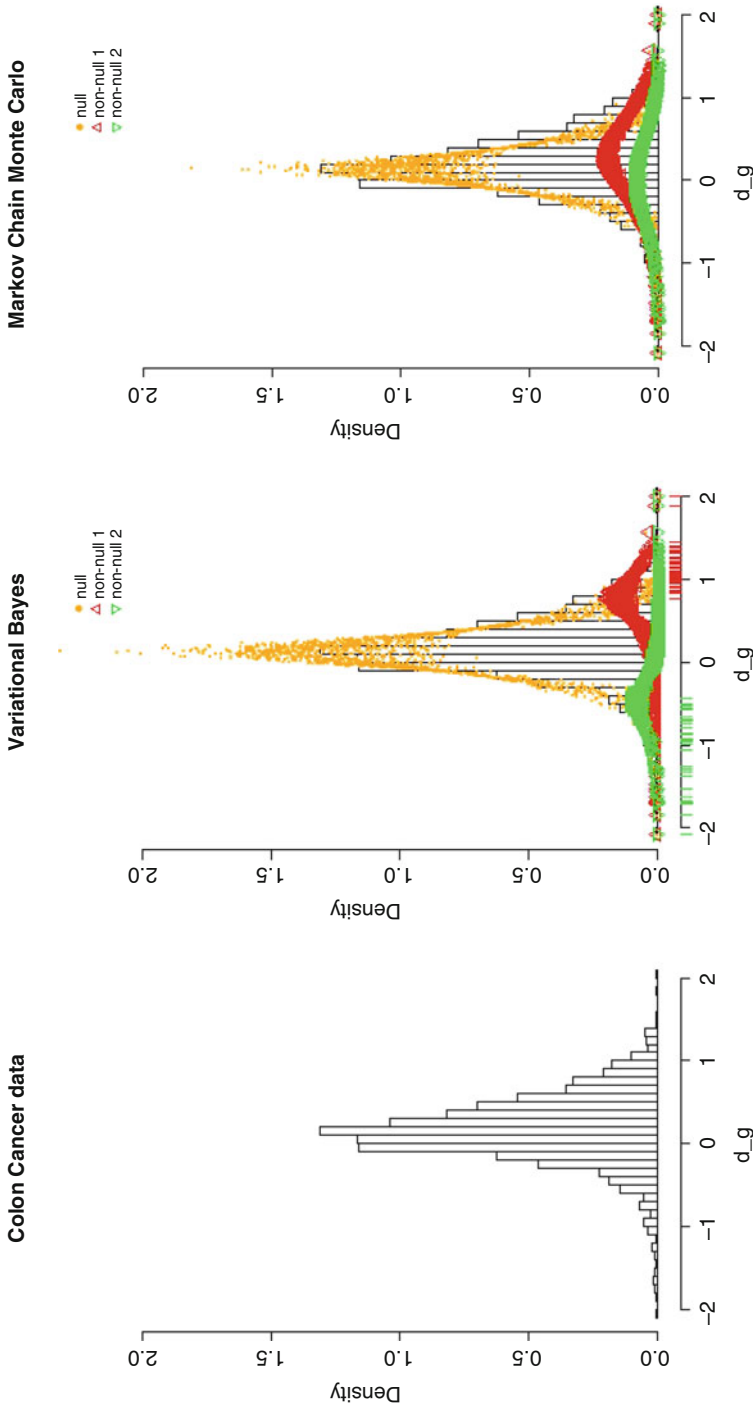 Colon Cancer data
Density
0.0
0.5
1.0
1.5
2.0
−2
−1
0
1
2
d_g
Variational Bayes
null
non-null 1
non-null 2
Density
0.0
0.5
1.0
1.5
2.0
−2
−1
0
1
2
d_g
Markov Chain Monte Carlo
null
non-null 1
non-null 2
Density
0.0
0.5
1.0
1.5
2.0
−2
−1
0
1
2
d_g